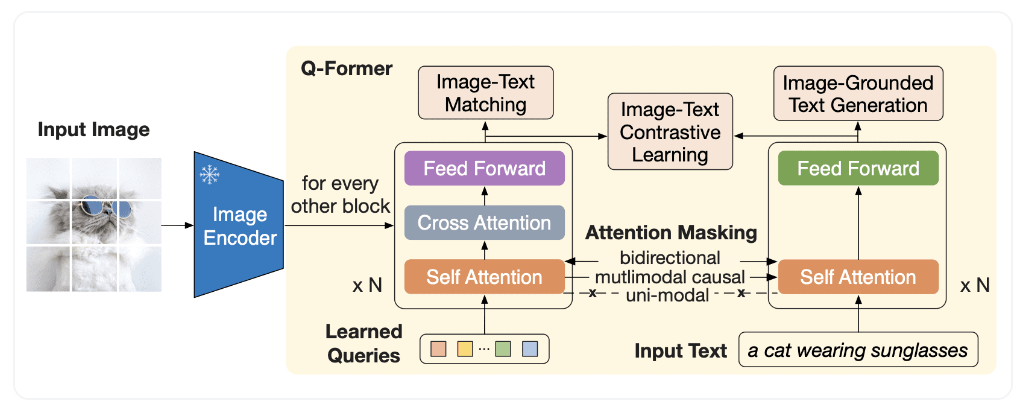 Q-Former
Input Image
Image
Encoder
for every
other block
Image-Text
Matching
Image-Text
Contrastive
Learning
Image-Grounded
Text Generation
Feed Forward
Cross Attention
Self Attention
x N
Learned
Queries
...
Attention Masking
bidirectional
mutlimodal causal
x uni-modal x
Feed Forward
Self Attention
x N
Input Text
a cat wearing sunglasses